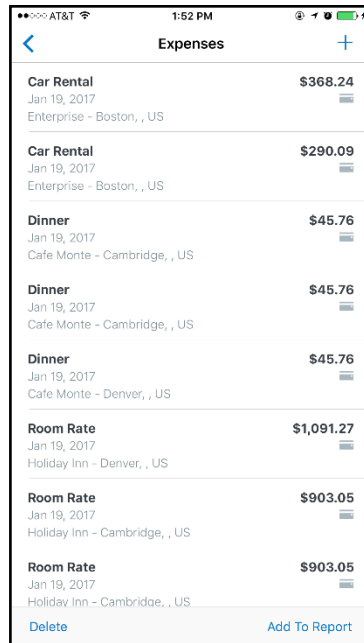 AT&T 1:52 PM
Expenses +
Car Rental $368.24
Jan 19, 2017
Enterprise - Boston, , US
Car Rental $290.09
Jan 19, 2017
Enterprise - Boston, , US
Dinner $45.76
Jan 19, 2017
Cafe Monte - Cambridge, , US
Dinner $45.76
Jan 19, 2017
Cafe Monte - Cambridge, , US
Dinner $45.76
Jan 19, 2017
Cafe Monte - Denver, , US
Room Rate $1,091.27
Jan 19, 2017
Holiday Inn - Denver, , US
Room Rate $903.05
Jan 19, 2017
Holiday Inn - Cambridge, , US
Room Rate $903.05
Jan 19, 2017
Holiday Inn - Cambridge, , US
Delete Add To Report